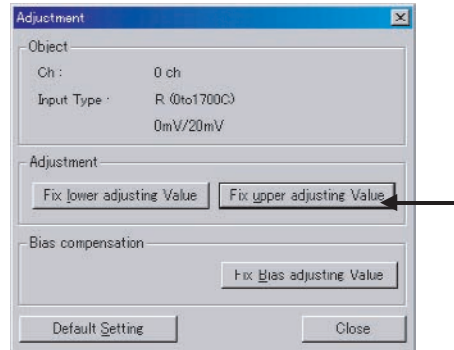 Adjuctment
Object
Ch : 0 ch
Input Type : R (0to1700C)
0mV/20mV
Adjustment
Fix lower adjusting Value Fix upper adjusting Value
Bias compensation
Fix Bias adjusting Value
Default Setting Close